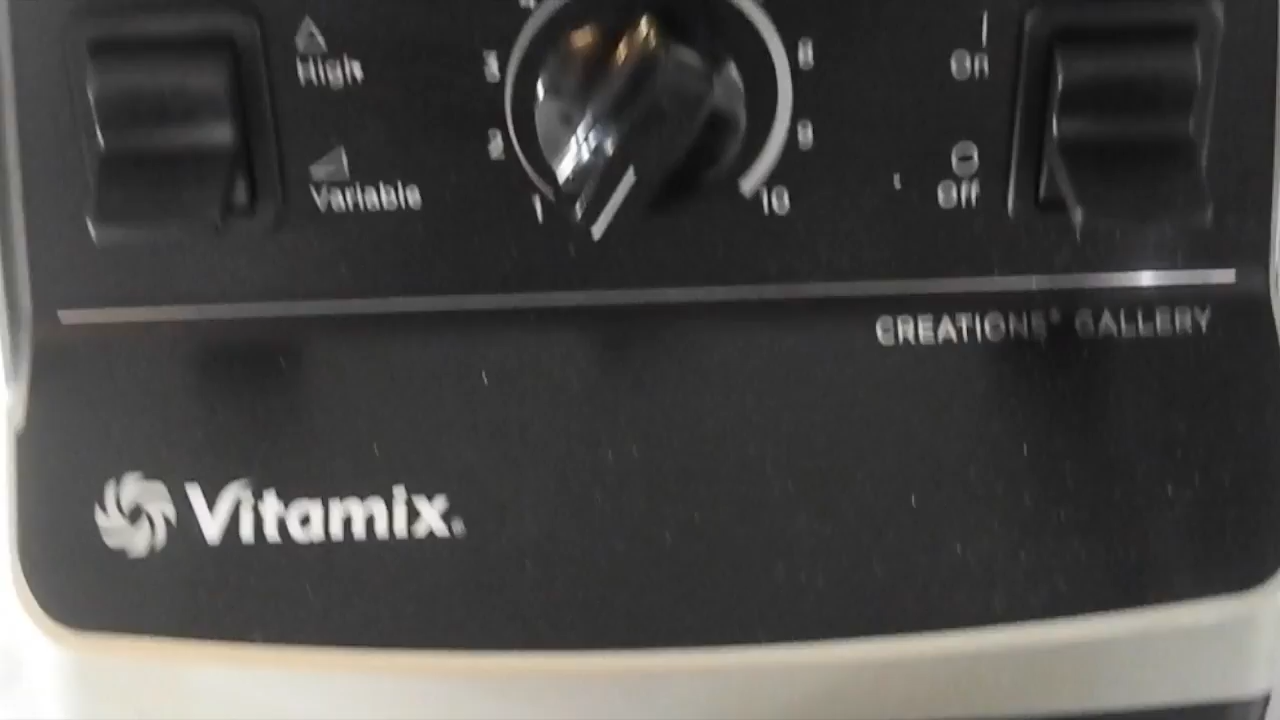 High
Variable
3
2
1
8
9
10
On
Off
CREATIONS® GALLERY
Vitamix